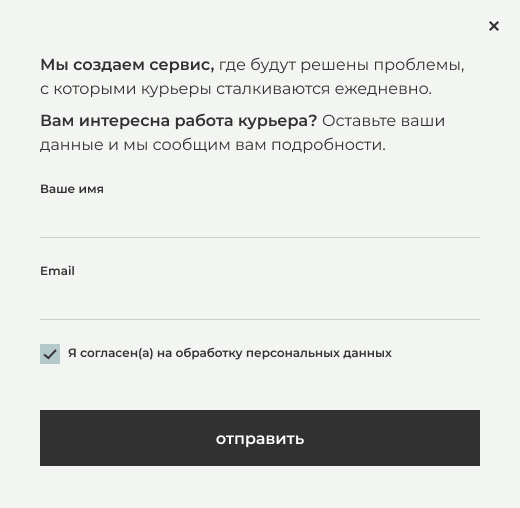 Мы создаем сервис, где будут решены проблемы,
с которыми курьеры сталкиваются ежедневно.
Вам интересна работа курьера? Оставьте ваши
данные и мы сообщим вам подробности.
Ваше имя
Email
Я согласен(а) на обработку персональных данных
отправить